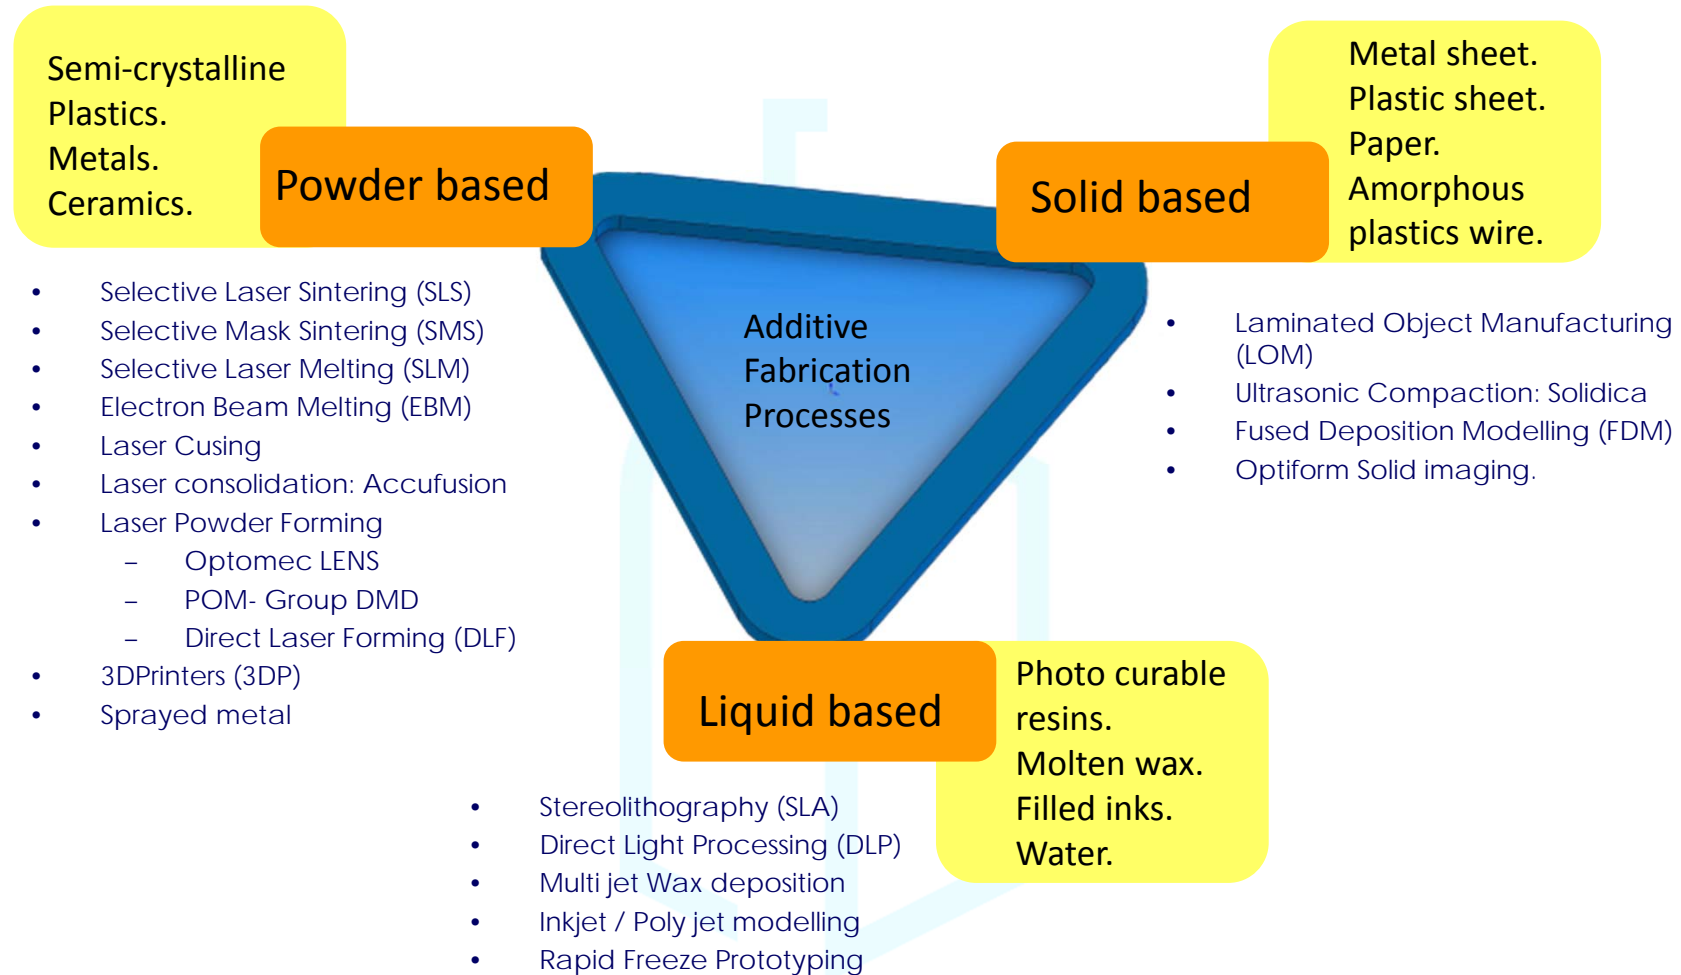 Semi-crystalline
Plastics.
Metals.
Ceramics.
Powder based
Metal sheet.
Plastic sheet.
Paper.
Amorphous
plastics wire.
Solid based
• Selective Laser Sintering (SLS)
• Selective Mask Sintering (SMS)
• Selective Laser Melting (SLM)
• Electron Beam Melting (EBM)
• Laser Cusing
• Laser consolidation: Accufusion
• Laser Powder Forming
– Optomec LENS
– POM- Group DMD
– Direct Laser Forming (DLF)
• 3DPrinters (3DP)
• Sprayed metal
Additive
Fabrication
Processes
• Laminated Object Manufacturing
(LOM)
• Ultrasonic Compaction: Solidica
• Fused Deposition Modelling (FDM)
• Optiform Solid imaging.
Liquid based
Photo curable
resins.
Molten wax.
Filled inks.
Water.
• Stereolithography (SLA)
• Direct Light Processing (DLP)
• Multi jet Wax deposition
• Inkjet / Poly jet modelling
• Rapid Freeze Prototyping